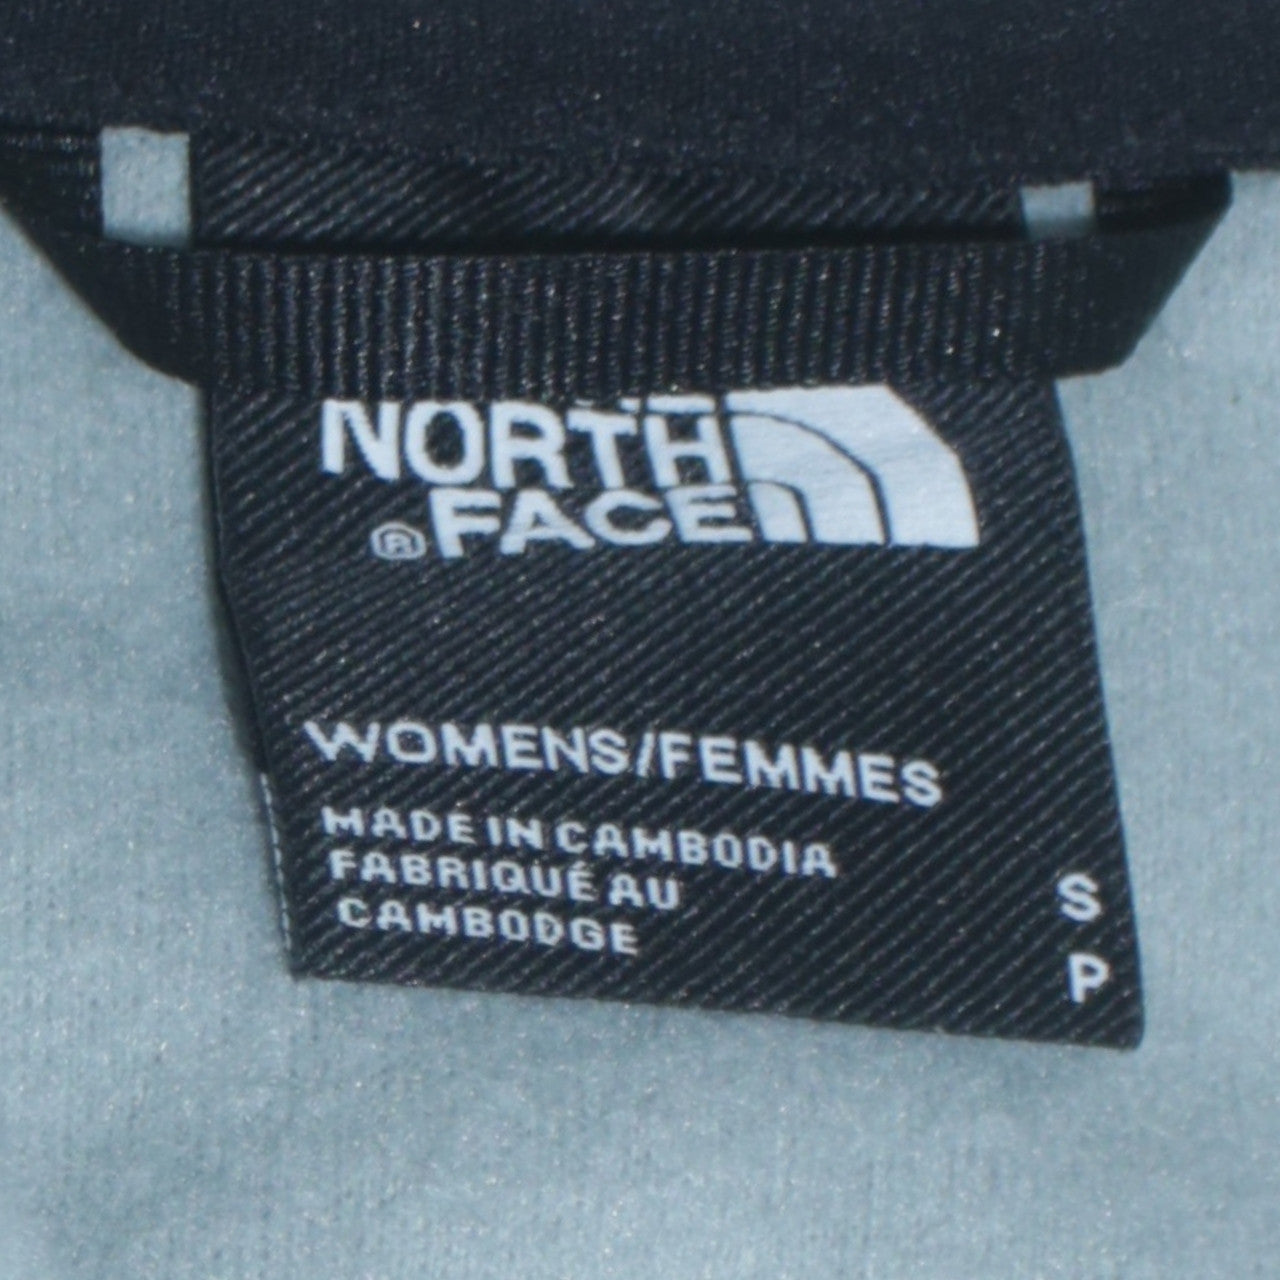 NORTH
® FACE
WOMENS/FEMMES
MADE IN CAMBODIA
FABRIQUÉ AU
CAMBODGE
S
P